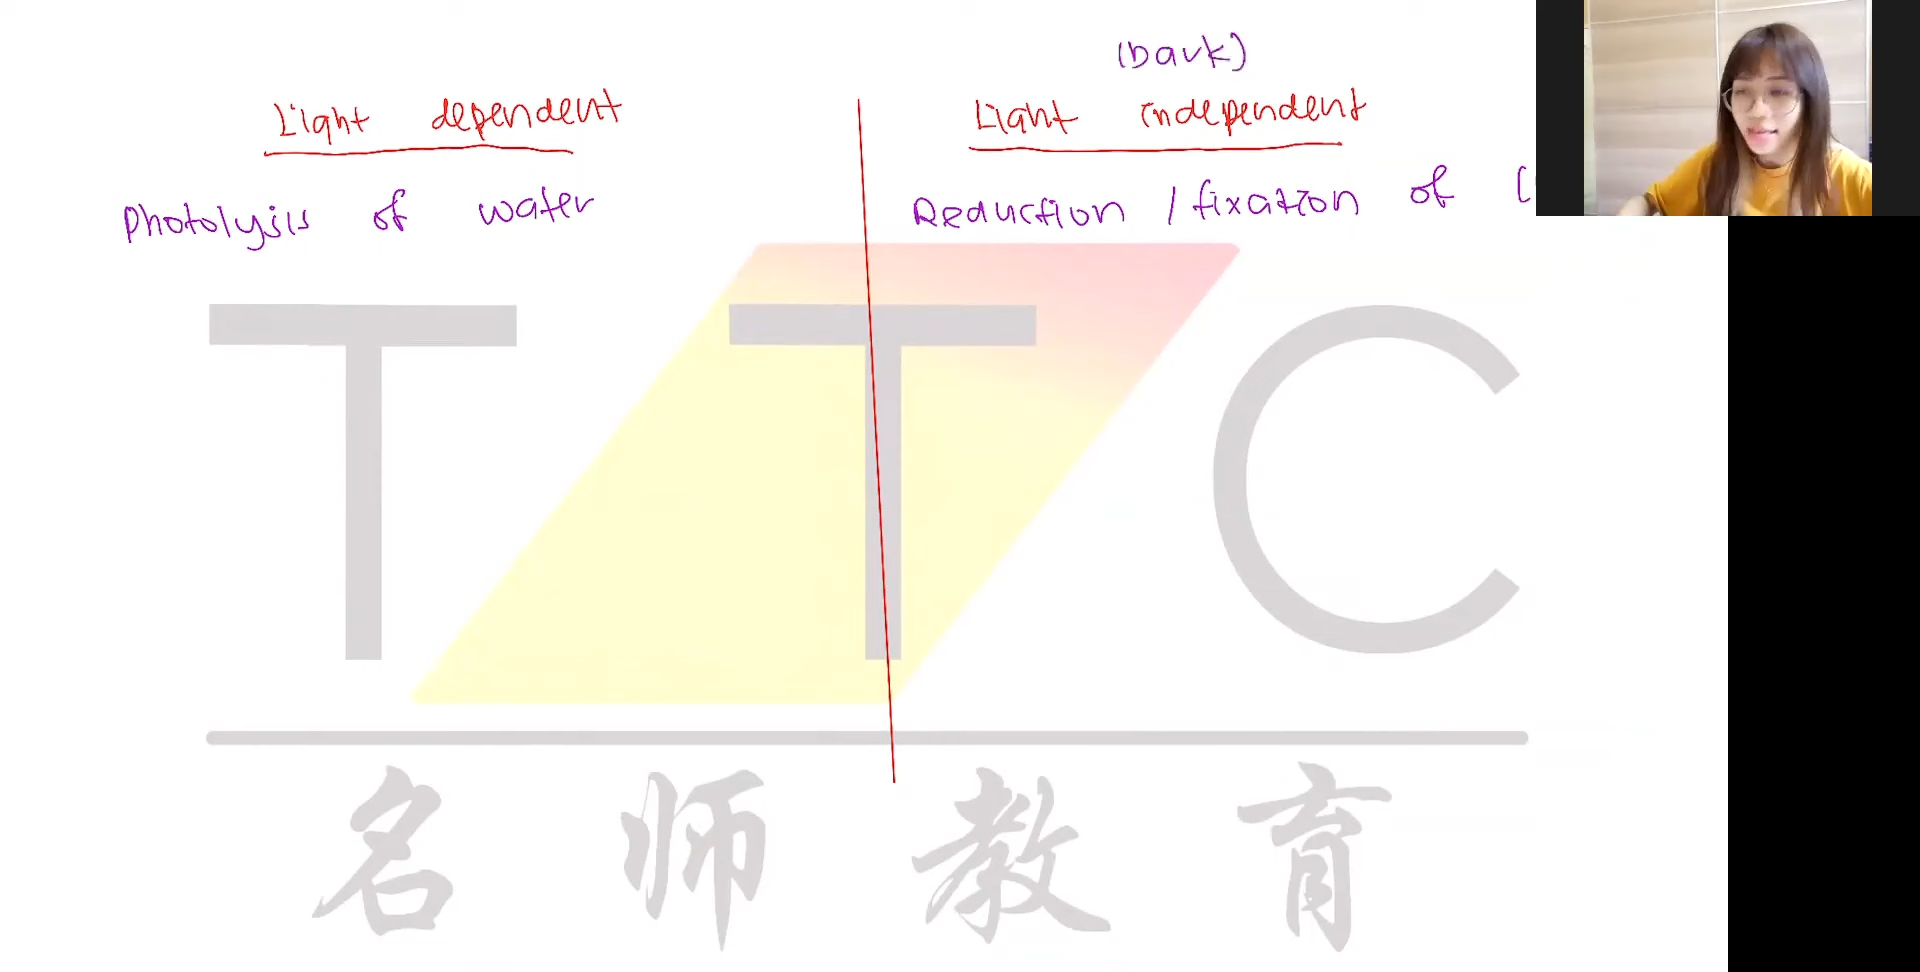 (Dark)
Light dependent
Light independent
Photolysis of water
Reduction / fixation of C
TTC
名师教育